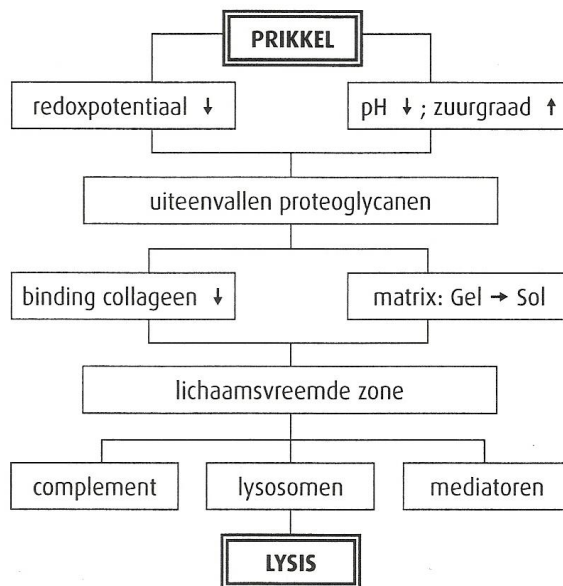 PRIKKEL
redoxpotentiaal ↓
pH ↓ ; zuurgraad ↑
uiteenvallen proteoglycanen
binding collageen ↓
matrix: Gel → Sol
lichaamsvreemde zone
complement
lysosomen
mediatoren
LYSIS